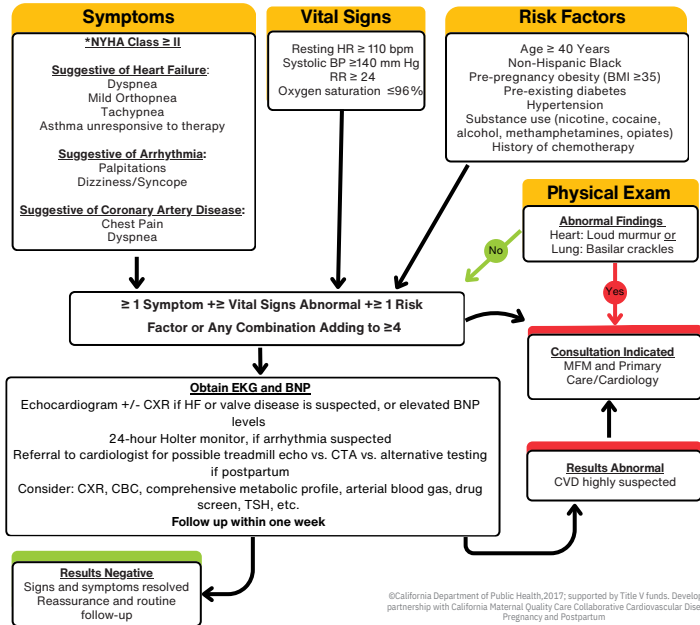 Symptoms
*NYHA Class ≥ II
Suggestive of Heart Failure:
Dyspnea
Mild Orthopnea
Tachypnea
Asthma unresponsive to therapy
Suggestive of Arrhythmia:
Palpitations
Dizziness/Syncope
Suggestive of Coronary Artery Disease:
Chest Pain
Dyspnea
Vital Signs
Resting HR ≥ 110 bpm
Systolic BP ≥140 mm Hg
RR ≥ 24
Oxygen saturation ≤96%
Risk Factors
Age ≥ 40 Years
Non-Hispanic Black
Pre-pregnancy obesity (BMI ≥35)
Pre-existing diabetes
Hypertension
Substance use (nicotine, cocaine,
alcohol, methamphetamines, opiates)
History of chemotherapy
Physical Exam
Abnormal Findings
Heart: Loud murmur or
Lung: Basilar crackles
No
Yes
≥ 1 Symptom +≥ Vital Signs Abnormal +≥ 1 Risk
Factor or Any Combination Adding to ≥4
Consultation Indicated
MFM and Primary
Care/Cardiology
Obtain EKG and BNP
Echocardiogram +/- CXR if HF or valve disease is suspected, or elevated BNP
levels
24-hour Holter monitor, if arrhythmia suspected
Referral to cardiologist for possible treadmill echo vs. CTA vs. alternative testing
if postpartum
Consider: CXR, CBC, comprehensive metabolic profile, arterial blood gas, drug
screen, TSH, etc.
Follow up within one week
Results Abnormal
CVD highly suspected
Results Negative
Signs and symptoms resolved
Reassurance and routine
follow-up
©California Department of Public Health,2017; supported by Title V funds. Develop
partnership with California Maternal Quality Care Collaborative Cardiovascular Dise
Pregnancy and Postpartum